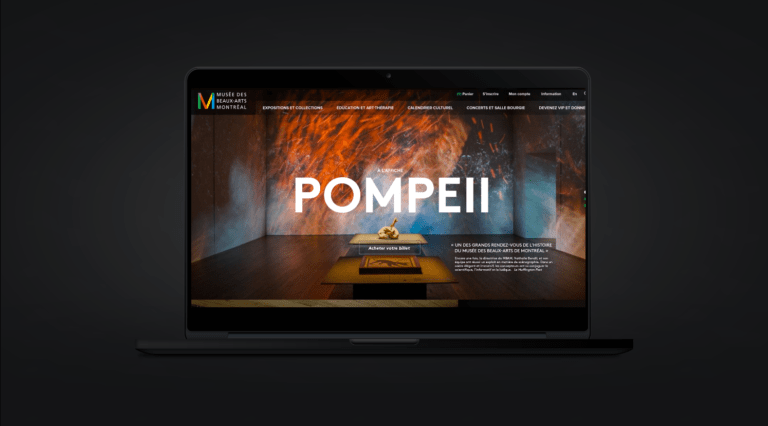 MUSÉE DES
BEAUX-ARTS
MONTRÉAL
Panier
S'inscrire
Mon compte
Information
En
EXPOSITIONS ET COLLECTIONS
ÉDUCATION ET ART-THÉRAPIE
CALENDRIER CULTUREL
CONCERTS ET SALLE BOURGIE
DEVENEZ VIP ET DONNE
À L'AFFICHE
POMPEII
Acheter votre billet
« UN DES GRANDS RENDEZ-VOUS DE L'HISTOIRE
DU MUSÉE DES BEAUX-ARTS DE MONTRÉAL »